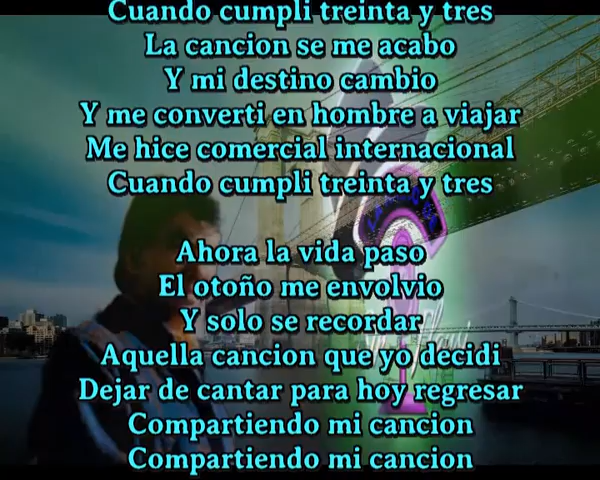 Cuando cumpli treinta y tres
La cancion se me acabo
Y mi destino cambio
Y me converti en hombre a viajar
Me hice comercial internacional
Cuando cumpli treinta y tres
Ahora la vida paso
El otoño me envolvio
Y solo se recordar
Aquella cancion que yo decidi
Dejar de cantar para hoy regresar
Compartiendo mi cancion
Compartiendo mi cancion